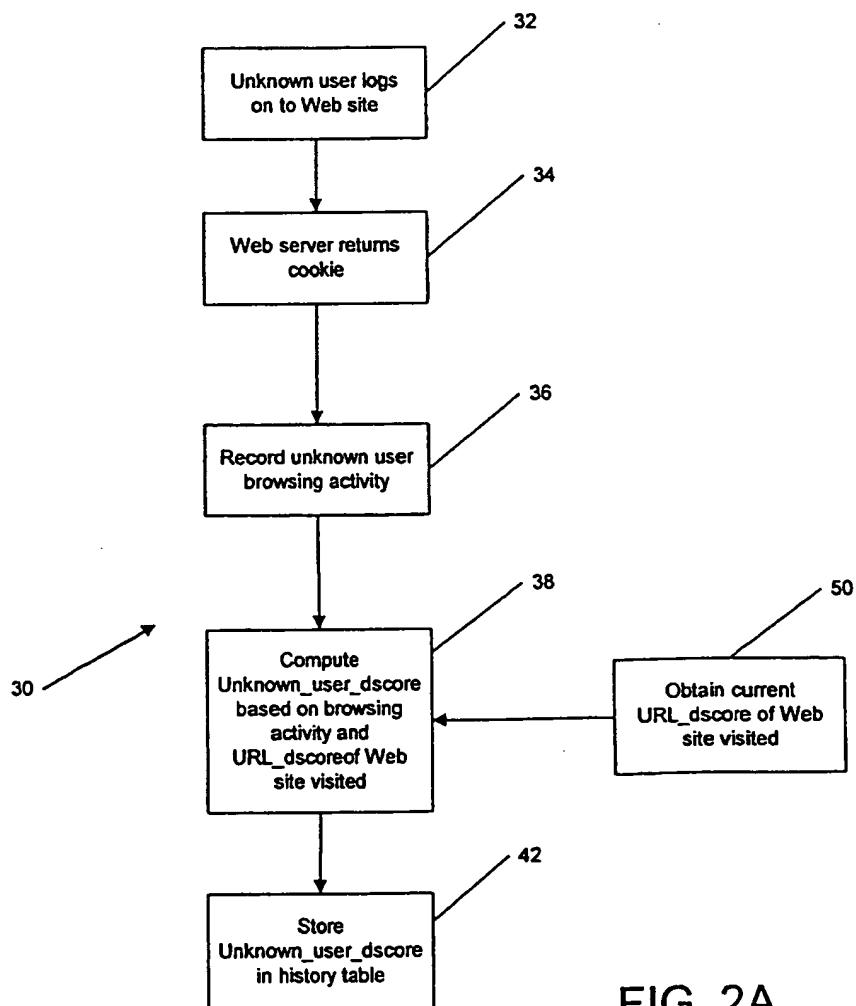 32
Unknown user logs
on to Web site
34
Web server returns
cookie
36
Record unknown user
browsing activity
38
50
30
Compute
Unknown_user_dscore
based on browsing
activity and
URL_dscoreof Web
site visited
Obtain current
URL_dscore of Web
site visited
42
Store
Unknown_user_dscore
in history table
FIG. 2A